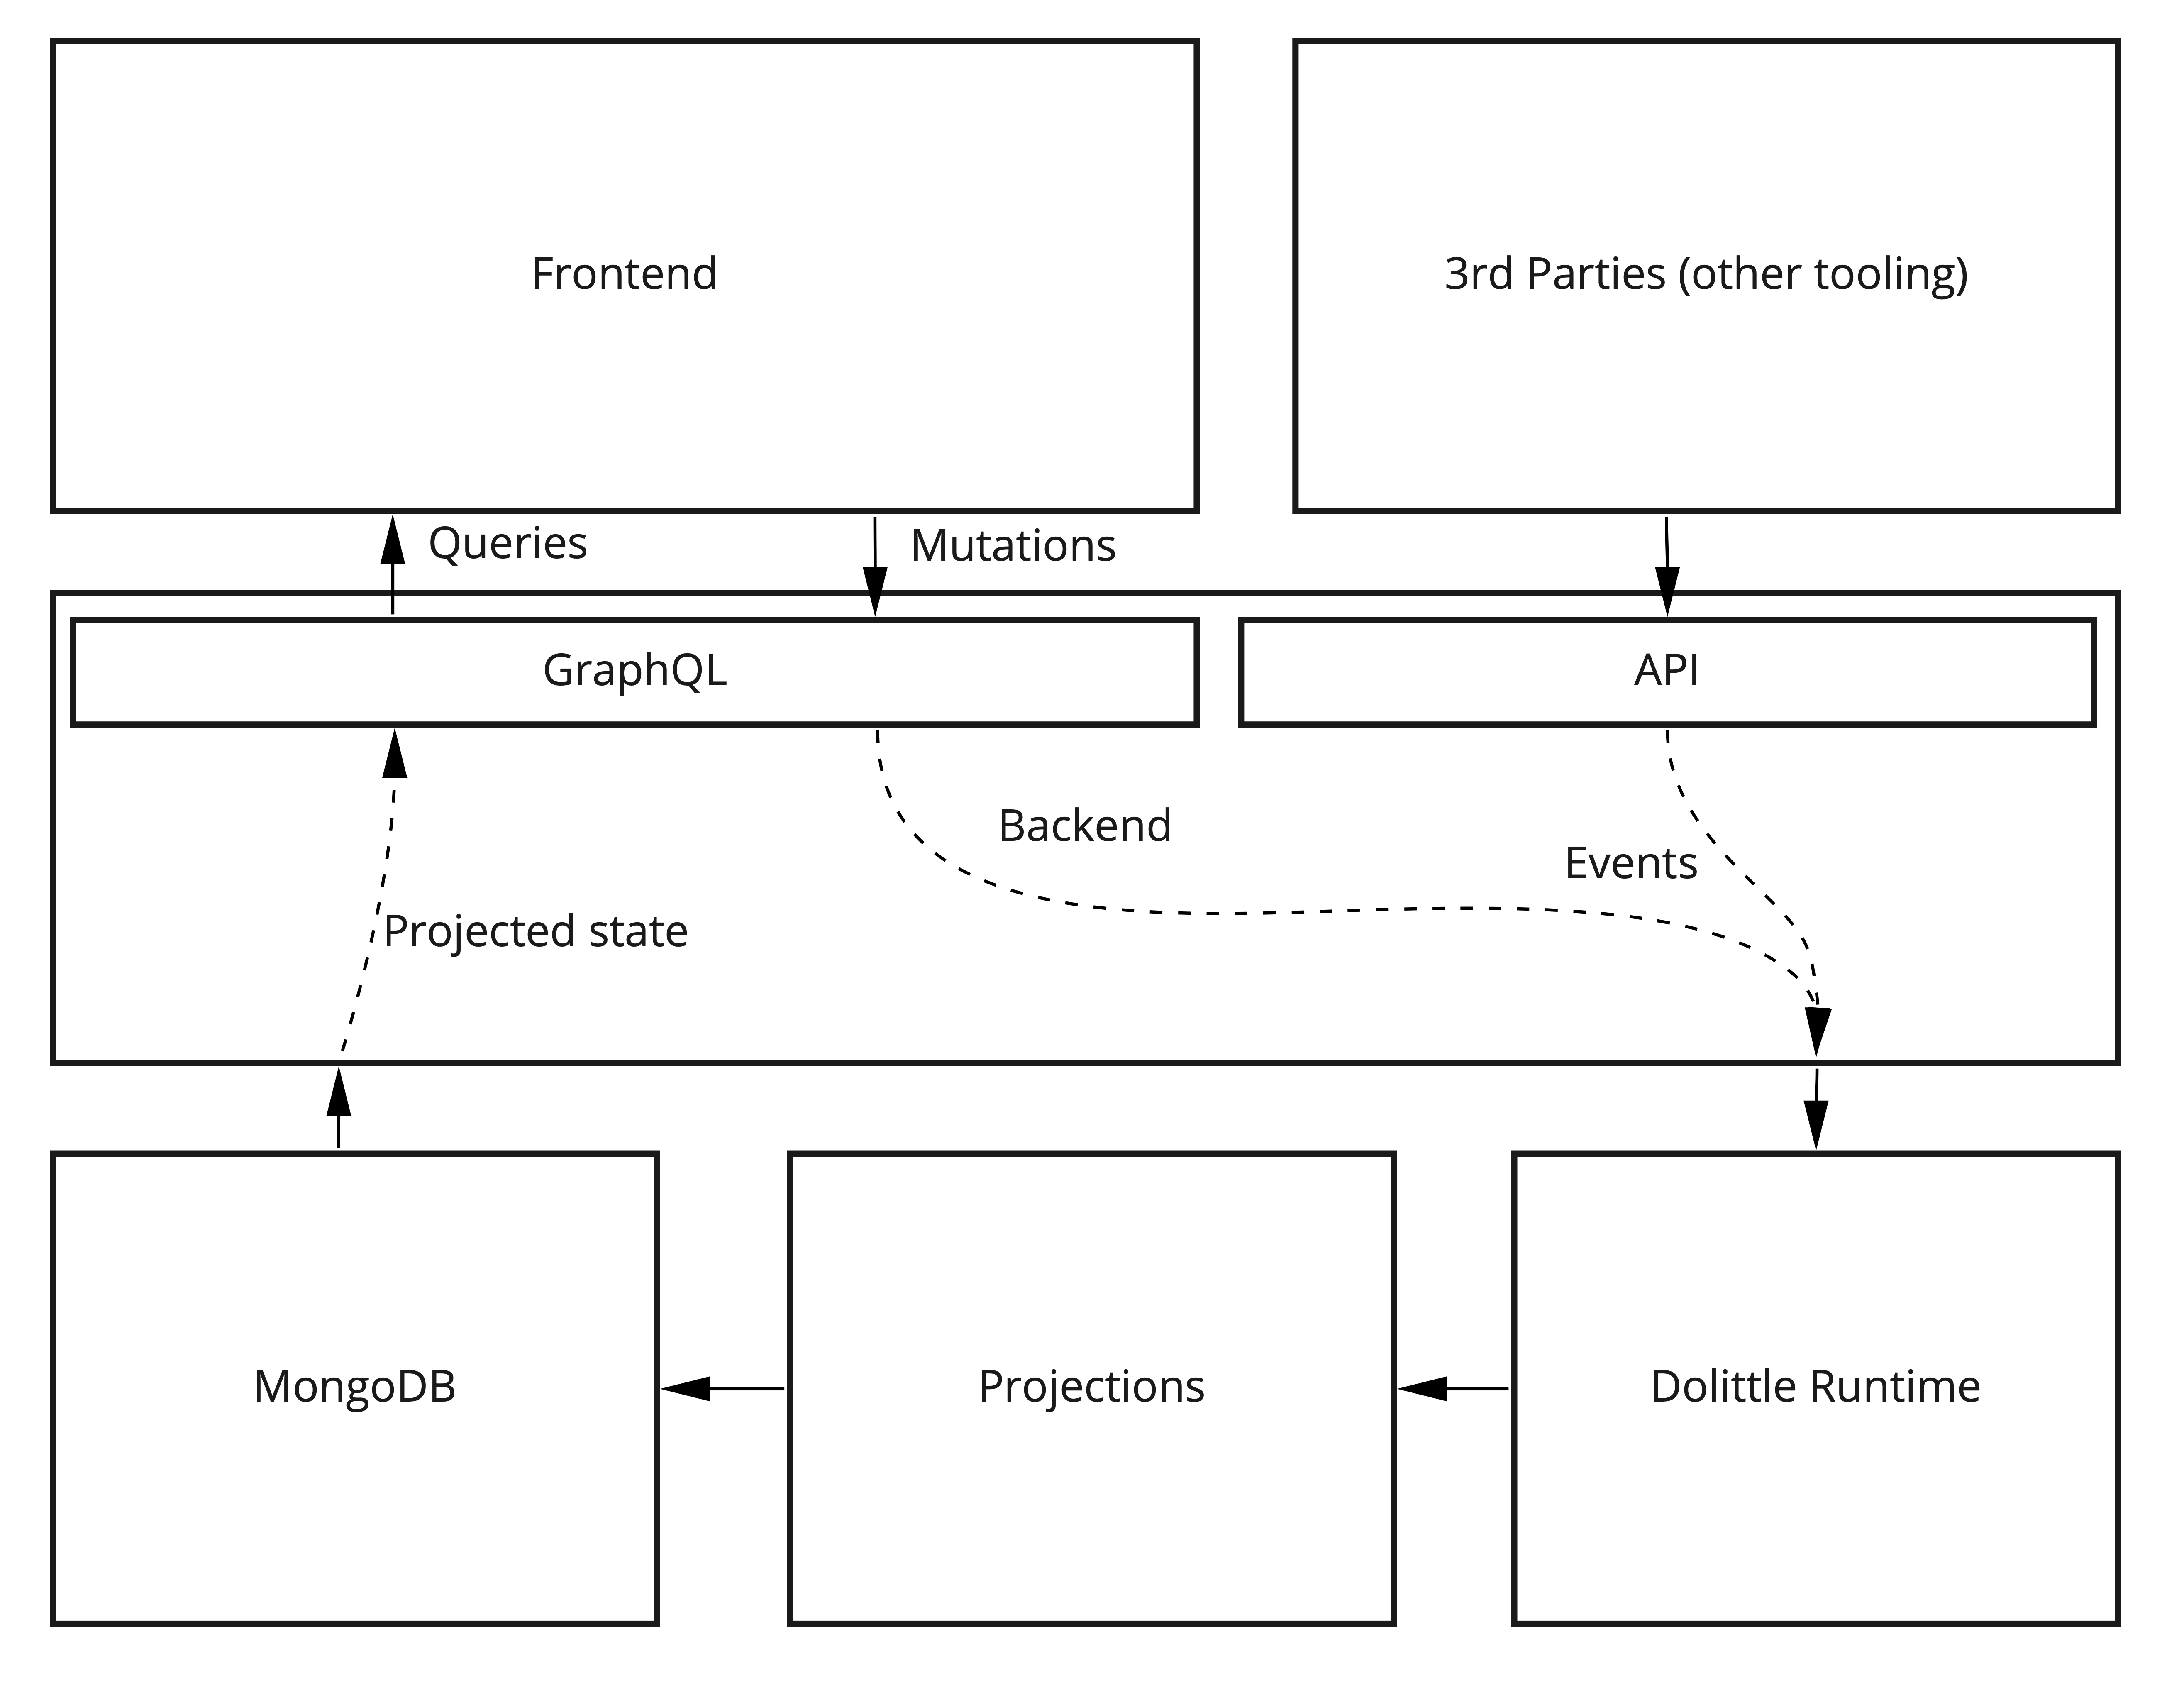 Frontend
3rd Parties (other tooling)
Queries
Mutations
GraphQL
API
Backend
Events
Projected state
MongoDB
Projections
Dolittle Runtime